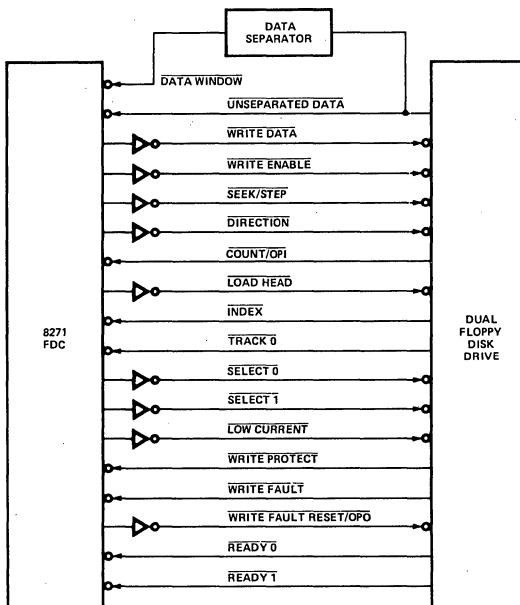 DATA
SEPARATOR
DATA WINDOW
UNSEPARATED DATA
WRITE DATA
WRITE ENABLE
SEEK/STEP
DIRECTION
COUNT/OPI
LOAD HEAD
INDEX
8271
FDC
DUAL
FLOPPY
DISK
DRIVE
TRACK 0
SELECT 0
SELECT 1
LOW CURRENT
WRITE PROTECT
WRITE FAULT
WRITE FAULT RESET/OPO
READY 0
READY 1